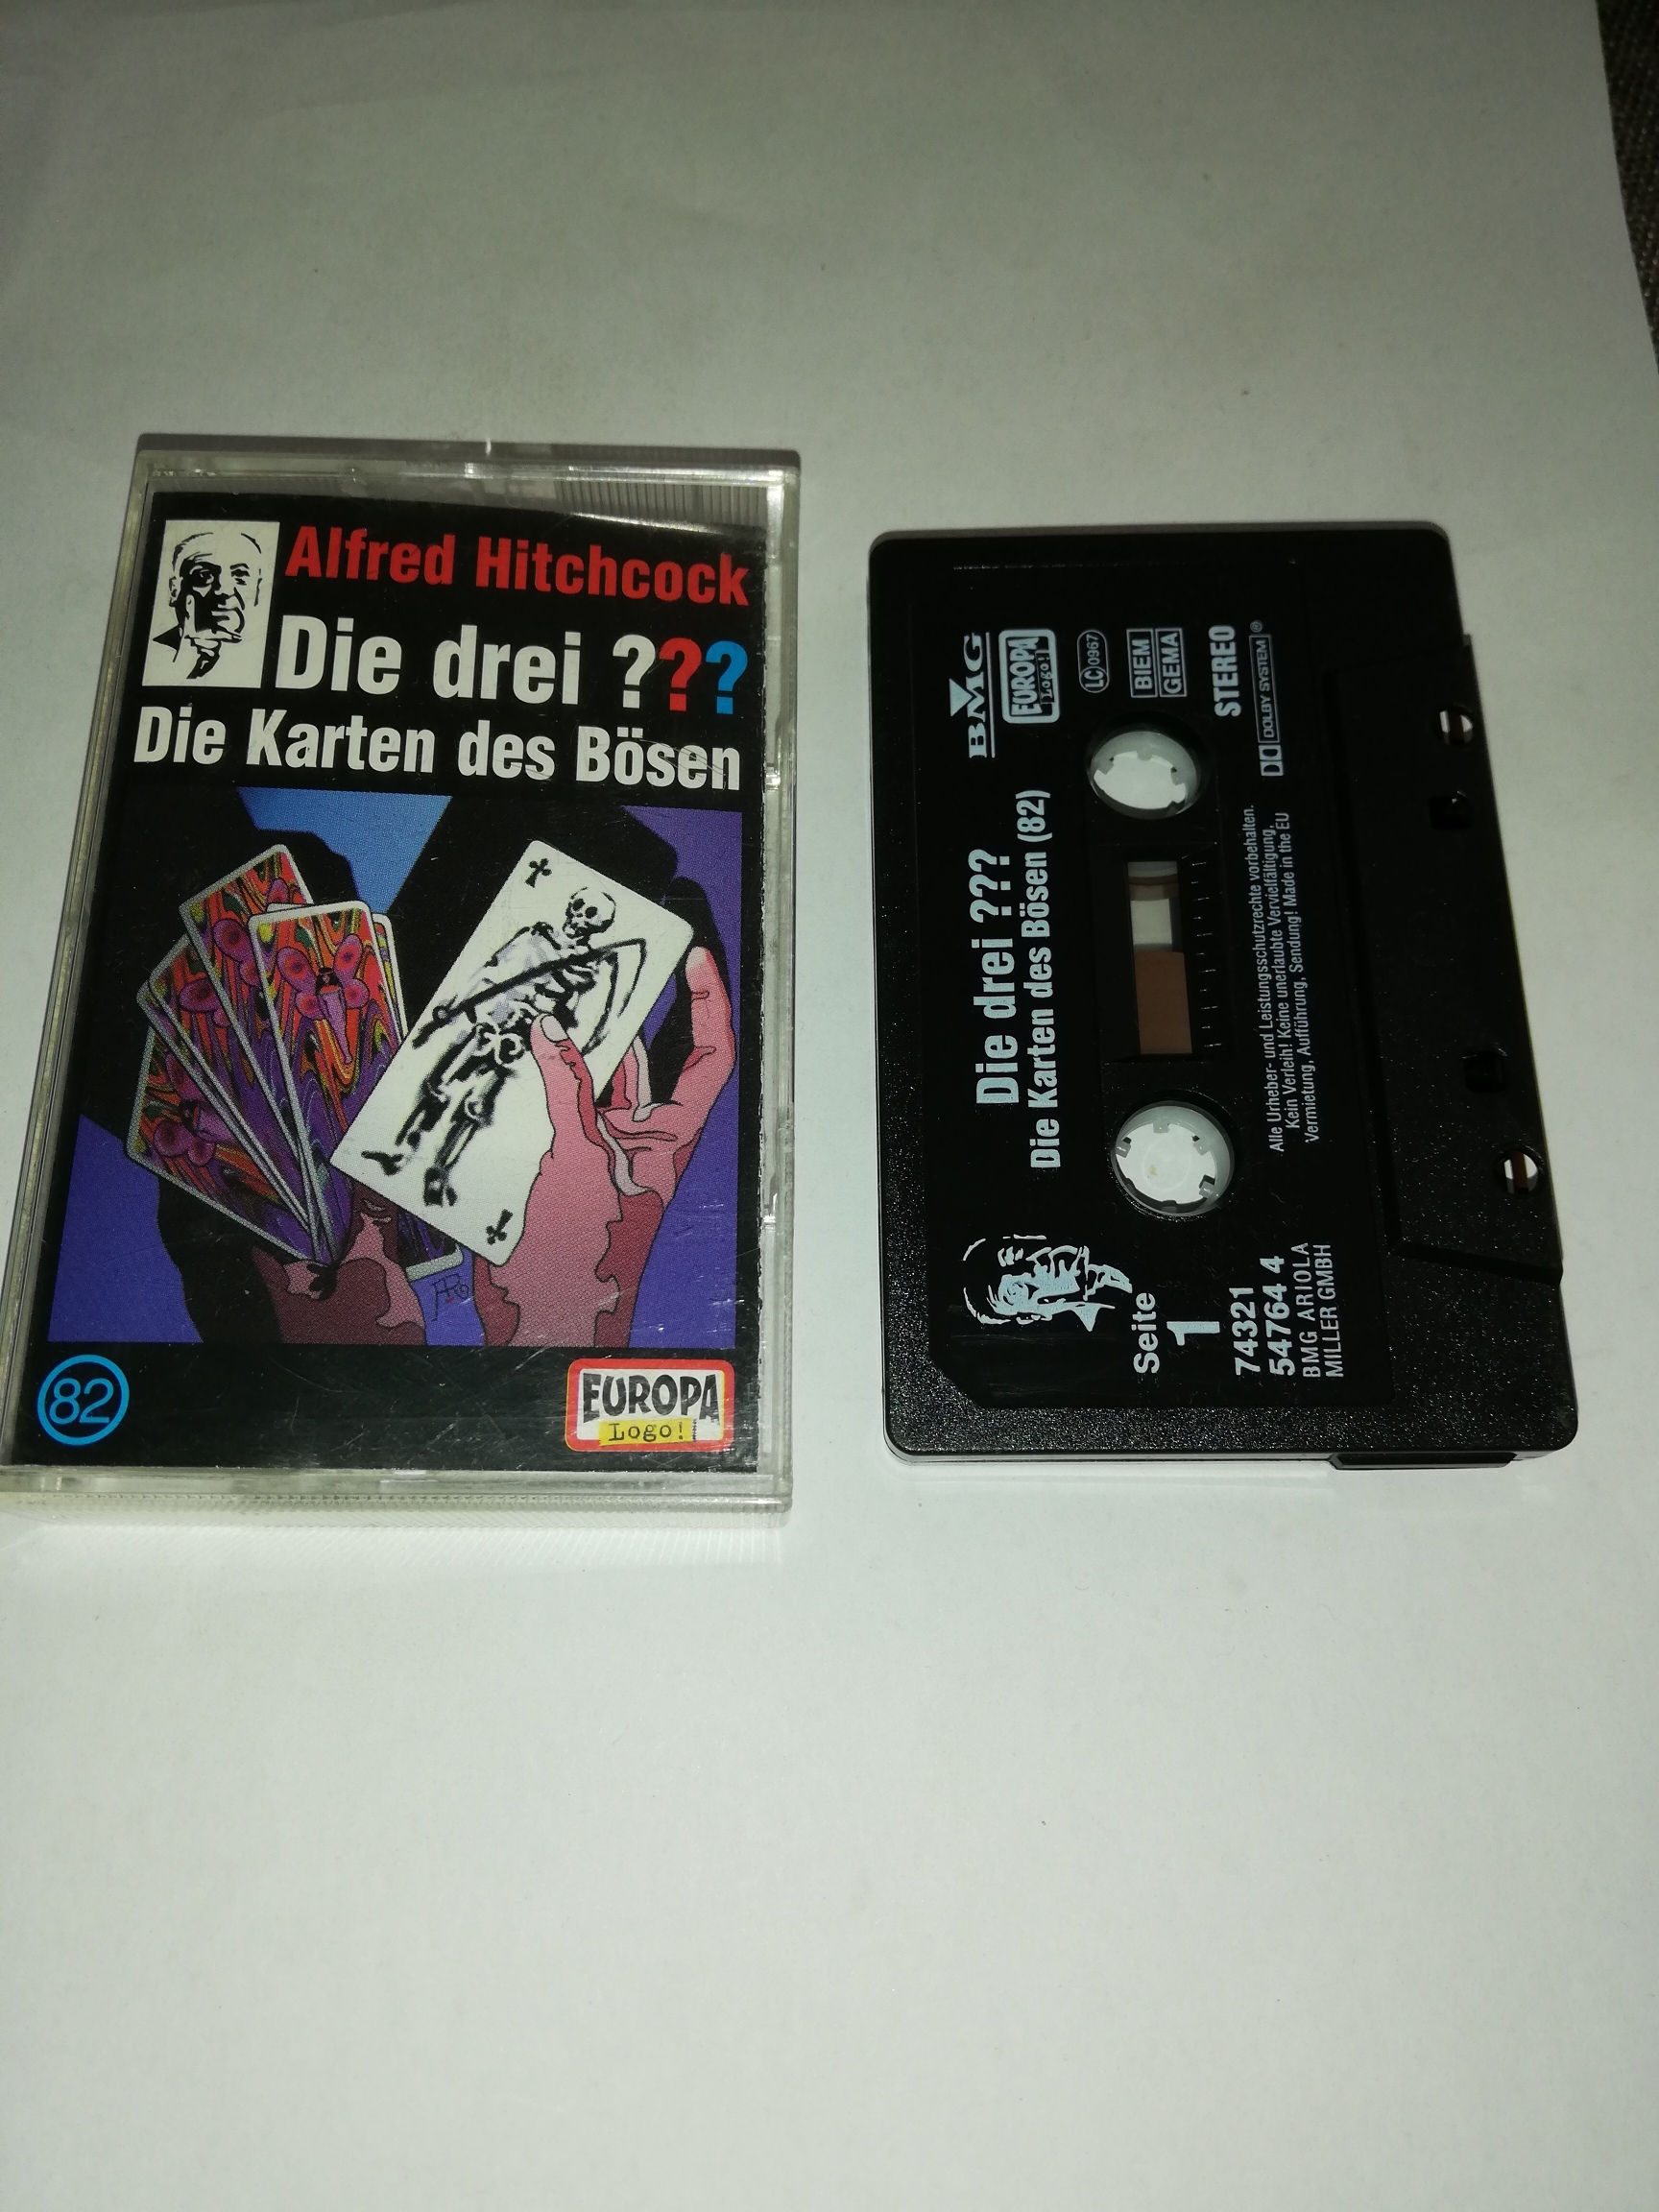 Alfred Hitchcock
Die drei ???
Die Karten des Bösen
82
EUROPA
Logo!
BMG
EUROPA
Logo!
LC 0967
BIEM
GEMA
STEREO
DOLBY SYSTEM®
Die drei ???
Die Karten des Bösen (82)
Alle Urheber- und Leistungsschutzrechte vorbehalten.
Kein Verleih! Keine unerlaubte Vervielfältigung,
Vermietung, Aufführung, Sendung! Made in the EU
Seite
1
74321
54764 4
BMG ARIOLA
MILLER GMBH